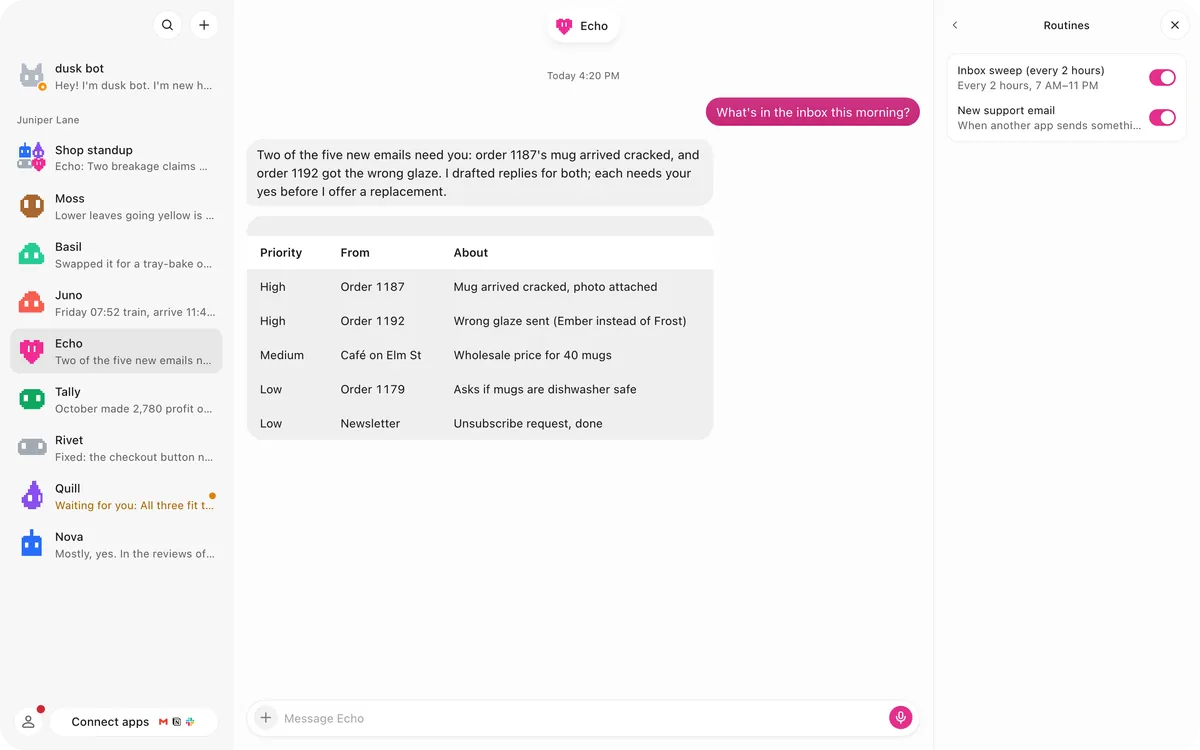 dusk bot
Hey! I'm dusk bot. I'm new h...
Juniper Lane
Shop standup
Echo: Two breakage claims ...
Moss
Lower leaves going yellow is ...
Basil
Swapped it for a tray-bake o...
Juno
Friday 07:52 train, arrive 11:4...
Echo
Two of the five new emails n...
Tally
October made 2,780 profit o...
Rivet
Fixed: the checkout button n...
Quill
Waiting for you: All three fit t...
Nova
Mostly, yes. In the reviews of...
Connect apps
Echo
Today 4:20 PM
What's in the inbox this morning?
Two of the five new emails need you: order 1187's mug arrived cracked, and
order 1192 got the wrong glaze. I drafted replies for both; each needs your
yes before I offer a replacement.
Priority From About
High Order 1187 Mug arrived cracked, photo attached
High Order 1192 Wrong glaze sent (Ember instead of Frost)
Medium Café on Elm St Wholesale price for 40 mugs
Low Order 1179 Asks if mugs are dishwasher safe
Low Newsletter Unsubscribe request, done
Message Echo
Routines
Inbox sweep (every 2 hours)
Every 2 hours, 7 AM–11 PM
New support email
When another app sends somethi...